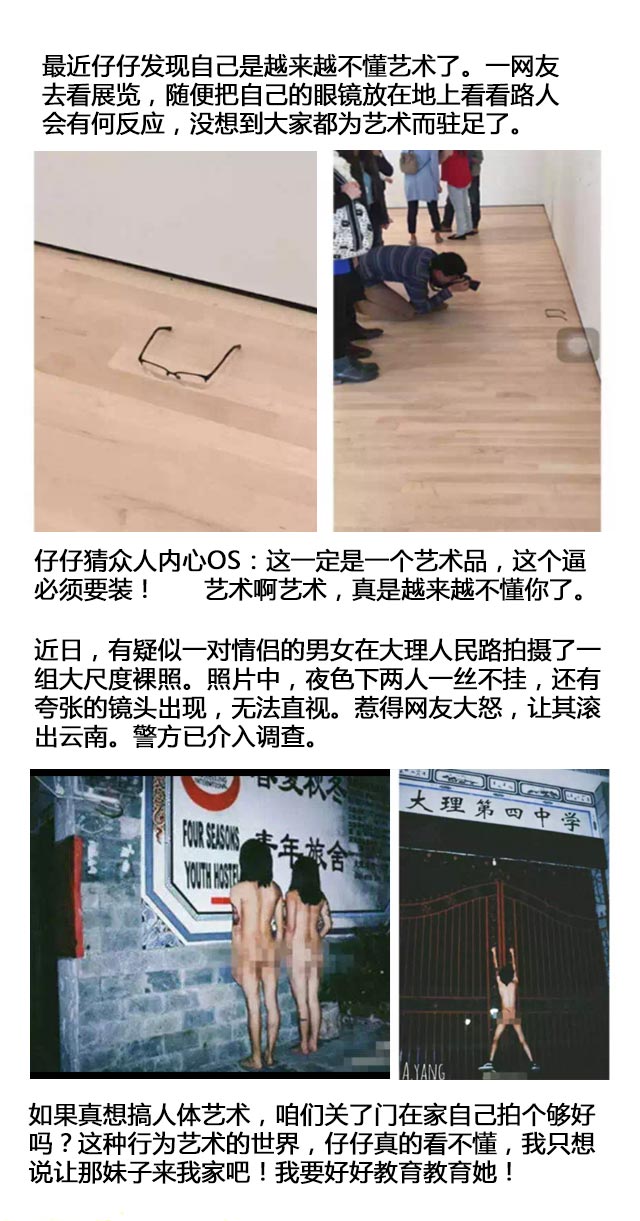 最近仔仔发现自己是越来越不懂艺术了。一网友
去看展览，随便把自己的眼镜放在地上看看路人
会有何反应，没想到大家都为艺术而驻足了。
仔仔猜众人内心OS：这一定是一个艺术品，这个逼
必须要装！ 艺术啊艺术，真是越来越不懂你了。
近日，有疑似一对情侣的男女在大理人民路拍摄了一
组大尺度裸照。照片中，夜色下两人一丝不挂，还有
夸张的镜头出现，无法直视。惹得网友大怒，让其滚
出云南。警方已介入调查。
INTERNATIONAL
春夏秋冬
FOUR SEASONS
青年旅舍
YOUTH HOSTEL
大理第四中学
A.YANG
如果真想搞人体艺术，咱们关了门在家自己拍个够好
吗？这种行为艺术的世界，仔仔真的看不懂，我只想
说让那妹子来我家吧！我要好好教育教育她！